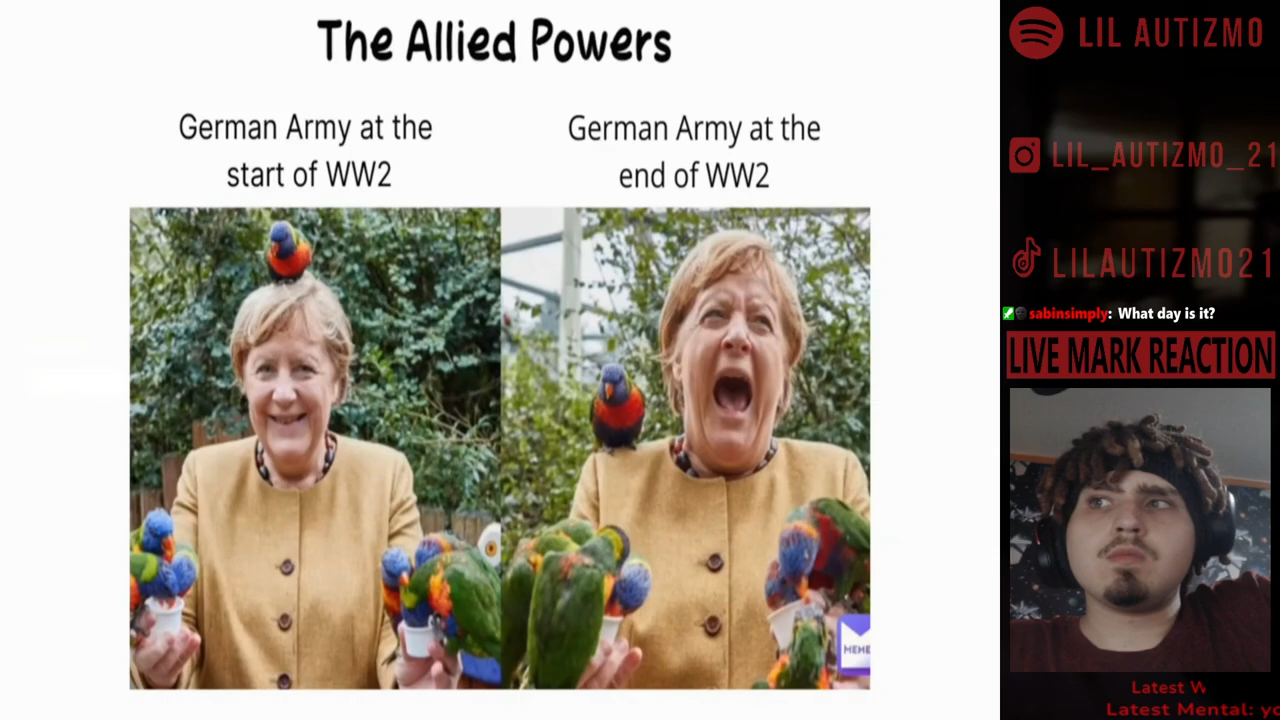 The Allied Powers
German Army at the
start of WW2
German Army at the
end of WW2
MEME
LIL AUTIZMO
LIL_AUTIZMO_21
LILAUTIZMO21
sabinsimply: What day is it?
LIVE MARK REACTION
Latest
Latest Mental: